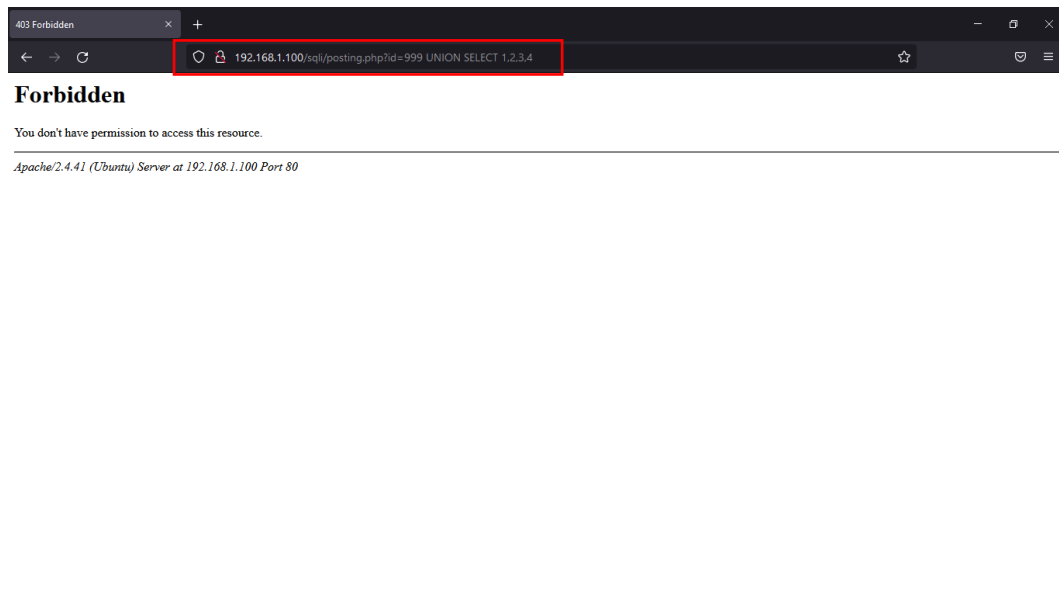 403 Forbidden
192.168.1.100/sqli/posting.php?id=999 UNION SELECT 1,2,3,4
Forbidden
You don't have permission to access this resource.
Apache/2.4.41 (Ubuntu) Server at 192.168.1.100 Port 80